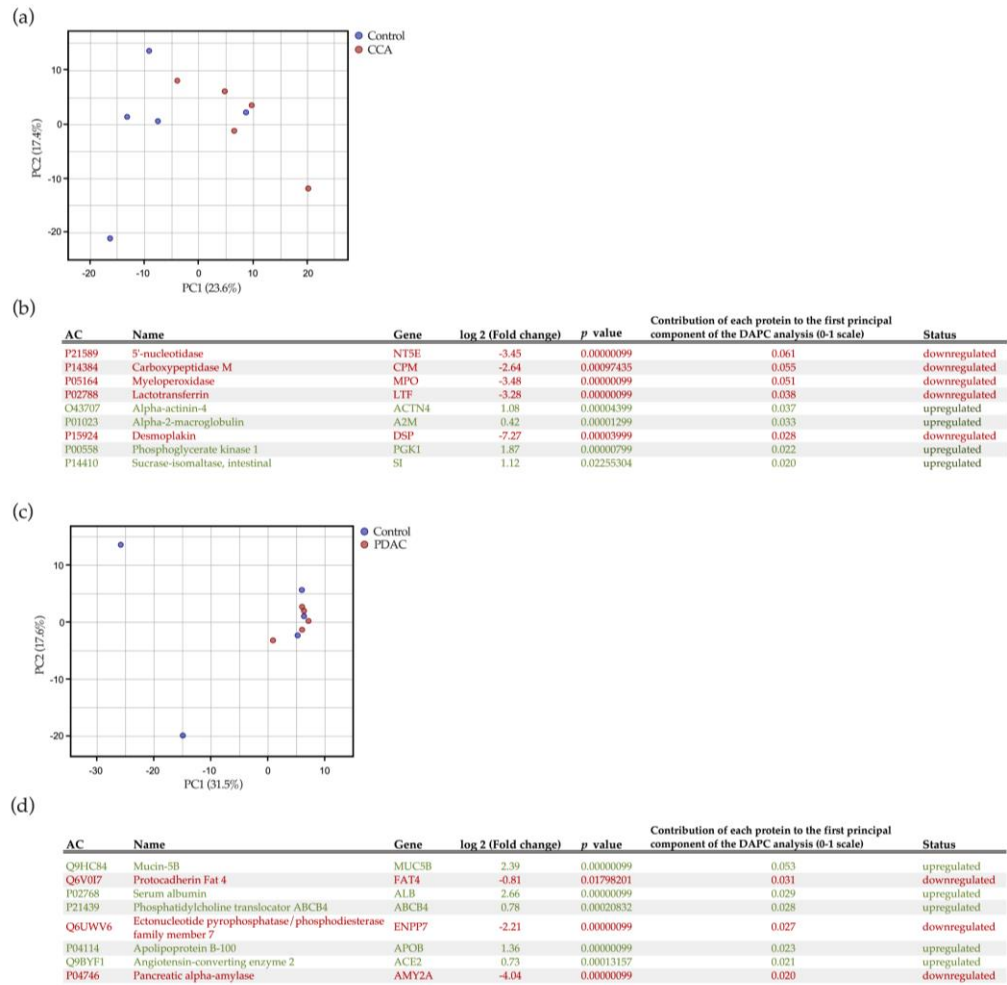 (a)
Control
CCA
10
0
-10
-20
PC2 (17.4%)
-20 -10 0 10 20
PC1 (23.6%)
(b)
Contribution of each protein to the first principal
AC Name Gene log 2 (Fold change) p value component of the DAPC analysis (0-1 scale) Status
P21589 5'-nucleotidase NT5E -3.45 0.00000099 0.061 downregulated
P14384 Carboxypeptidase M CPM -2.64 0.00097435 0.055 downregulated
P05164 Myeloperoxidase MPO -3.48 0.00000099 0.051 downregulated
P02788 Lactotransferrin LTF -3.28 0.00000099 0.038 downregulated
O43707 Alpha-actinin-4 ACTN4 1.08 0.00004399 0.037 upregulated
P01023 Alpha-2-macroglobulin A2M 0.42 0.00001299 0.033 upregulated
P15924 Desmoplakin DSP -7.27 0.00003999 0.028 downregulated
P00558 Phosphoglycerate kinase 1 PGK1 1.87 0.00000799 0.022 upregulated
P14410 Sucrase-isomaltase, intestinal SI 1.12 0.02255304 0.020 upregulated
(c)
Control
PDAC
10
0
-10
-20
PC2 (17.6%)
-30 -20 -10 0 10
PC1 (31.5%)
(d)
Contribution of each protein to the first principal
AC Name Gene log 2 (Fold change) p value component of the DAPC analysis (0-1 scale) Status
Q9HC84 Mucin-5B MUC5B 2.39 0.00000099 0.053 upregulated
Q6V0I7 Protocadherin Fat 4 FAT4 -0.81 0.01798201 0.031 downregulated
P02768 Serum albumin ALB 2.66 0.00000099 0.029 upregulated
P21439 Phosphatidylcholine translocator ABCB4 ABCB4 0.78 0.00020832 0.028 upregulated
Q6UWV6 Ectonucleotide pyrophosphatase/phosphodiesterase ENPP7 -2.21 0.00000099 0.027 downregulated
family member 7
P04114 Apolipoprotein B-100 APOB 1.36 0.00000099 0.023 upregulated
Q9BYF1 Angiotensin-converting enzyme 2 ACE2 0.73 0.00013157 0.021 upregulated
P04746 Pancreatic alpha-amylase AMY2A -4.04 0.00000099 0.020 downregulated